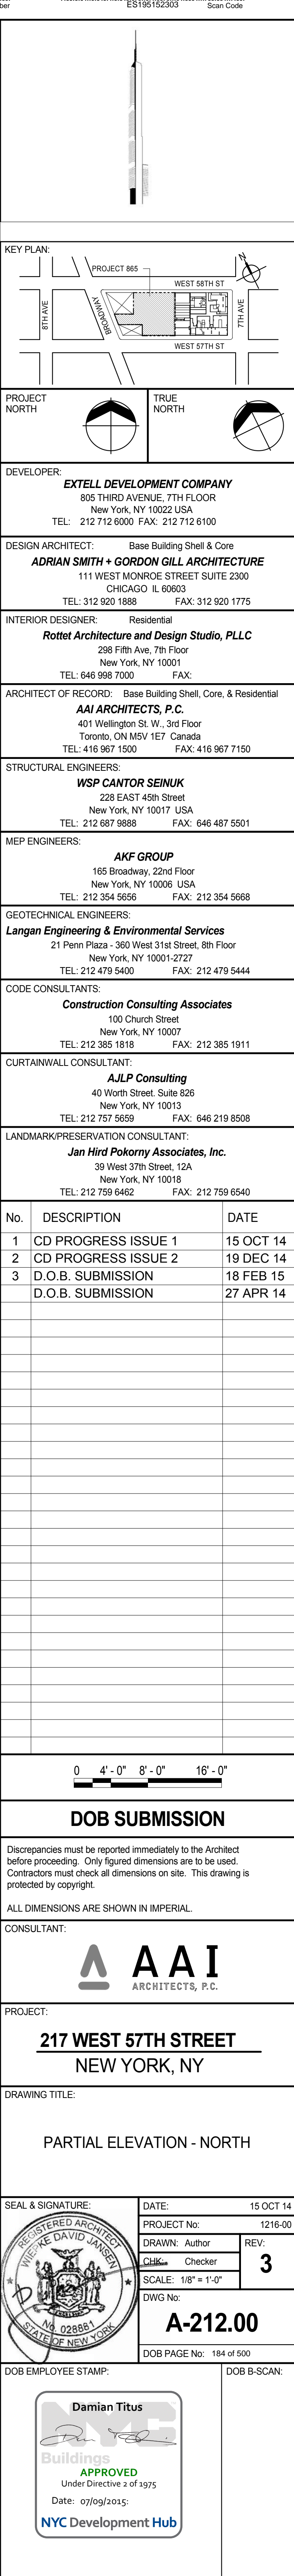 ber
ES195152303
Scan Code
KEY PLAN:
N
PROJECT 865
WEST 58TH ST
8TH AVE
BROADWAY
7TH AVE
WEST 57TH ST
PROJECT NORTH
TRUE NORTH
DEVELOPER:
EXTELL DEVELOPMENT COMPANY
805 THIRD AVENUE, 7TH FLOOR
New York, NY 10022 USA
TEL: 212 712 6000 FAX: 212 712 6100
DESIGN ARCHITECT: Base Building Shell & Core
ADRIAN SMITH + GORDON GILL ARCHITECTURE
111 WEST MONROE STREET SUITE 2300
CHICAGO IL 60603
TEL: 312 920 1888 FAX: 312 920 1775
INTERIOR DESIGNER: Residential
Rottet Architecture and Design Studio, PLLC
298 Fifth Ave, 7th Floor
New York, NY 10001
TEL: 646 998 7000 FAX:
ARCHITECT OF RECORD: Base Building Shell, Core, & Residential
AAI ARCHITECTS, P.C.
401 Wellington St. W., 3rd Floor
Toronto, ON M5V 1E7 Canada
TEL: 416 967 1500 FAX: 416 967 7150
STRUCTURAL ENGINEERS:
WSP CANTOR SEINUK
228 EAST 45th Street
New York, NY 10017 USA
TEL: 212 687 9888 FAX: 646 487 5501
MEP ENGINEERS:
AKF GROUP
165 Broadway, 22nd Floor
New York, NY 10006 USA
TEL: 212 354 5656 FAX: 212 354 5668
GEOTECHNICAL ENGINEERS:
Langan Engineering & Environmental Services
21 Penn Plaza - 360 West 31st Street, 8th Floor
New York, NY 10001-2727
TEL: 212 479 5400 FAX: 212 479 5444
CODE CONSULTANTS:
Construction Consulting Associates
100 Church Street
New York, NY 10007
TEL: 212 385 1818 FAX: 212 385 1911
CURTAINWALL CONSULTANT:
AJLP Consulting
40 Worth Street. Suite 826
New York, NY 10013
TEL: 212 757 5659 FAX: 646 219 8508
LANDMARK/PRESERVATION CONSULTANT:
Jan Hird Pokorny Associates, Inc.
39 West 37th Street, 12A
New York, NY 10018
TEL: 212 759 6462 FAX: 212 759 6540
No. DESCRIPTION DATE
1 CD PROGRESS ISSUE 1 15 OCT 14
2 CD PROGRESS ISSUE 2 19 DEC 14
3 D.O.B. SUBMISSION 18 FEB 15
D.O.B. SUBMISSION 27 APR 14
0 4' - 0" 8' - 0" 16' - 0"
DOB SUBMISSION
Discrepancies must be reported immediately to the Architect
before proceeding. Only figured dimensions are to be used.
Contractors must check all dimensions on site. This drawing is
protected by copyright.
ALL DIMENSIONS ARE SHOWN IN IMPERIAL.
CONSULTANT:
AAI
ARCHITECTS, P.C.
PROJECT:
217 WEST 57TH STREET
NEW YORK, NY
DRAWING TITLE:
PARTIAL ELEVATION - NORTH
SEAL & SIGNATURE:
REGISTERED ARCHITECT
WIEPKE DAVID JANSEN
No. 028881
STATE OF NEW YORK
DATE: 15 OCT 14
PROJECT No: 1216-00
DRAWN: Author
CHK: Checker
SCALE: 1/8" = 1'-0"
REV:
3
DWG No:
A-212.00
DOB PAGE No: 184 of 500
DOB EMPLOYEE STAMP:
DOB B-SCAN:
NYC
Damian Titus
Buildings
APPROVED
Under Directive 2 of 1975
Date: 07/09/2015:
NYC Development Hub